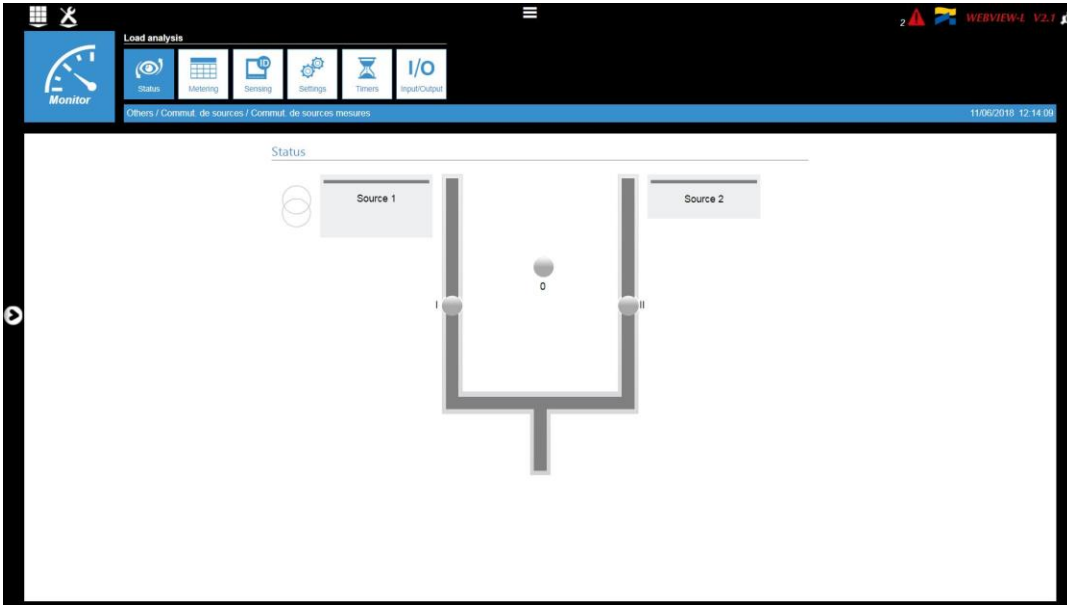 2 WEBVIEW-L V2.1
Monitor
Load analysis
Status Metering Sensing ID Settings Timers I/O Input/Output
Others / Commut. de sources / Commut. de sources mesures 11/06/2018 12:14:09
Status
Source 1
Source 2
0
I
II